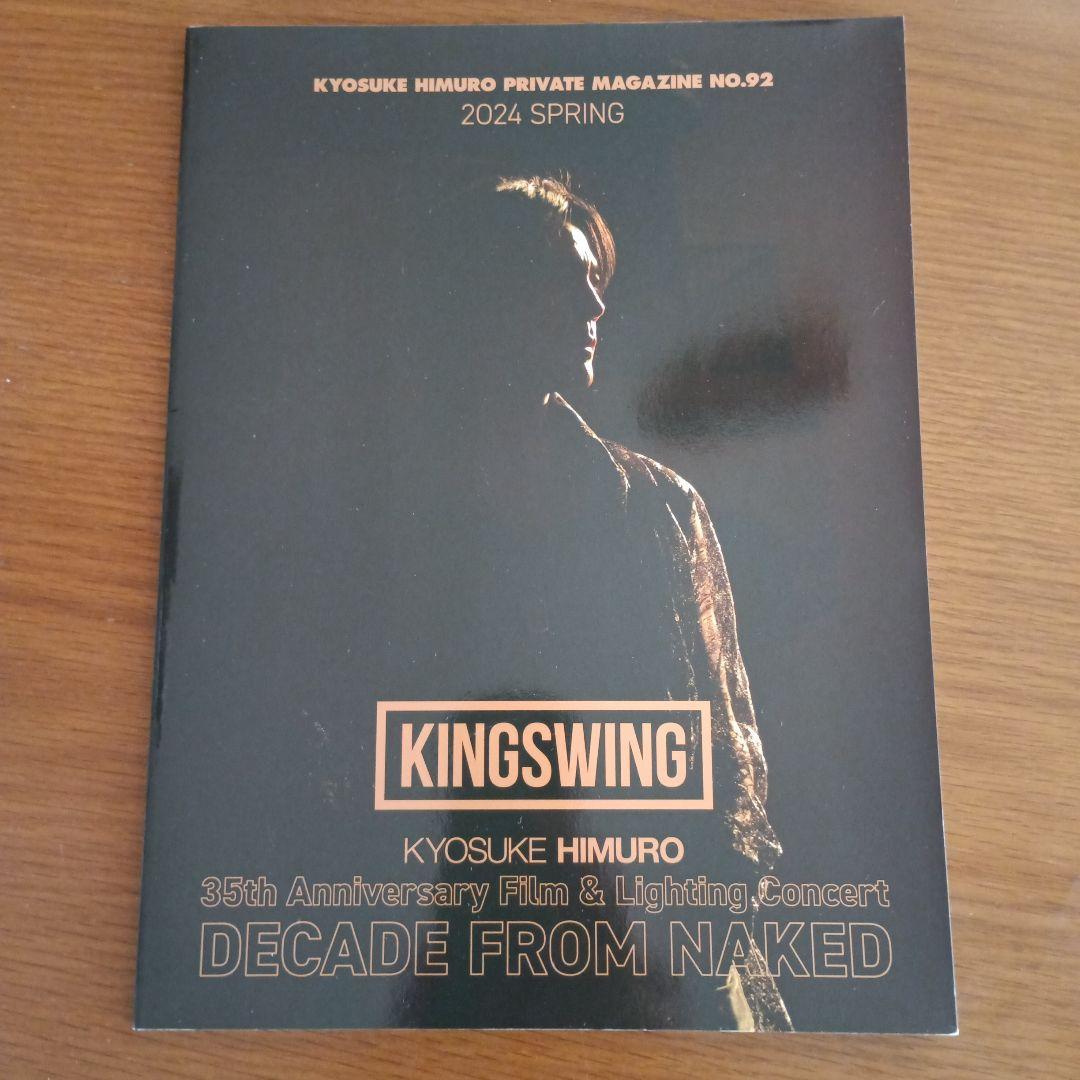 KYOSUKE HIMURO PRIVATE MAGAZINE NO.92
2024 SPRING
KINGSWING
KYOSUKE HIMURO
35th Anniversary Film & Lighting Concert
DECADE FROM NAKED